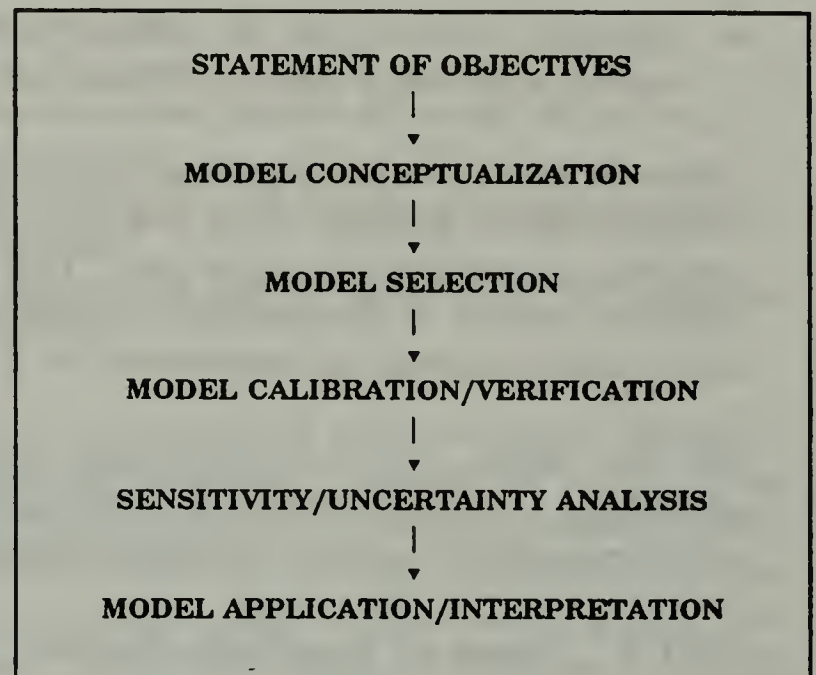 STATEMENT OF OBJECTIVES
MODEL CONCEPTUALIZATION
MODEL SELECTION
MODEL CALIBRATION/VERIFICATION
SENSITIVITY/UNCERTAINTY ANALYSIS
MODEL APPLICATION/INTERPRETATION